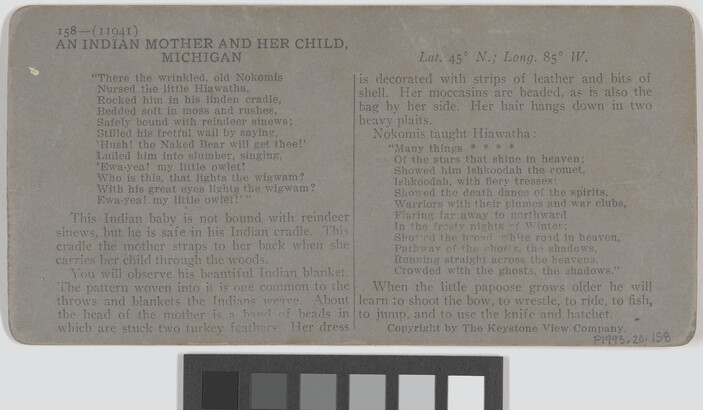 158—(11941)
AN INDIAN MOTHER AND HER CHILD,
MICHIGAN
"There the wrinkled, old Nokomis
Nursed the little Hiawatha,
Rocked him in his linden cradle,
Bedded soft in moss and rushes,
Safely bound with reindeer sinews;
Stilled his fretful wail by saying,
'Hush! the Naked Bear will get thee!'
Lulled him into slumber, singing,
'Ewa-yea! my little owlet!
Who is this, that lights the wigwam?
With his great eyes lights the wigwam?
Ewa-yea! my little owlet!'"
This Indian baby is not bound with reindeer
sinews, but he is safe in his Indian cradle. This
cradle the mother straps to her back when she
carries her child through the woods.
You will observe his beautiful Indian blanket.
The pattern woven into it is one common to the
throws and blankets the Indians weave. About
the head of the mother is a band of beads in
which are stuck two turkey feathers. Her dress
Lat. 45° N.; Long. 85° W.
is decorated with strips of leather and bits of
shell. Her moccasins are beaded, as is also the
bag by her side. Her hair hangs down in two
heavy plaits.
Nokomis taught Hiawatha:
"Many things * * * *
Of the stars that shine in heaven;
Showed him Ishkoodah the comet,
Ishkoodah, with fiery tresses;
Showed the death dance of the spirits,
Warriors with their plumes and war clubs,
Flaring far away to northward
In the frosty nights of Winter;
Showed the broad white road in heaven,
Pathway of the ghosts, the shadows,
Running straight across the heavens,
Crowded with the ghosts, the shadows."
When the little papoose grows older he will
learn to shoot the bow, to wrestle, to ride, to fish,
to jump, and to use the knife and hatchet.
Copyright by The Keystone View Company.
P1993.26.158